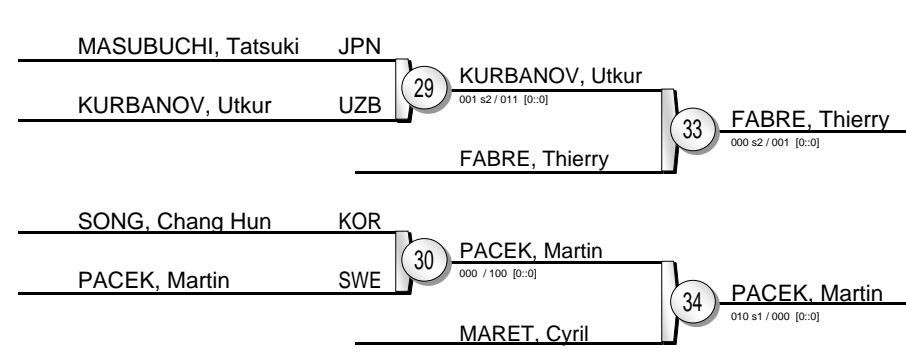 MASUBUCHI, Tatsuki JPN
29
KURBANOV, Utkur
001 s2 / 011 [0::0]
KURBANOV, Utkur UZB
33
FABRE, Thierry
000 s2 / 001 [0::0]
FABRE, Thierry
SONG, Chang Hun KOR
30
PACEK, Martin
000 / 100 [0::0]
PACEK, Martin SWE
34
PACEK, Martin
010 s1 / 000 [0::0]
MARET, Cyril